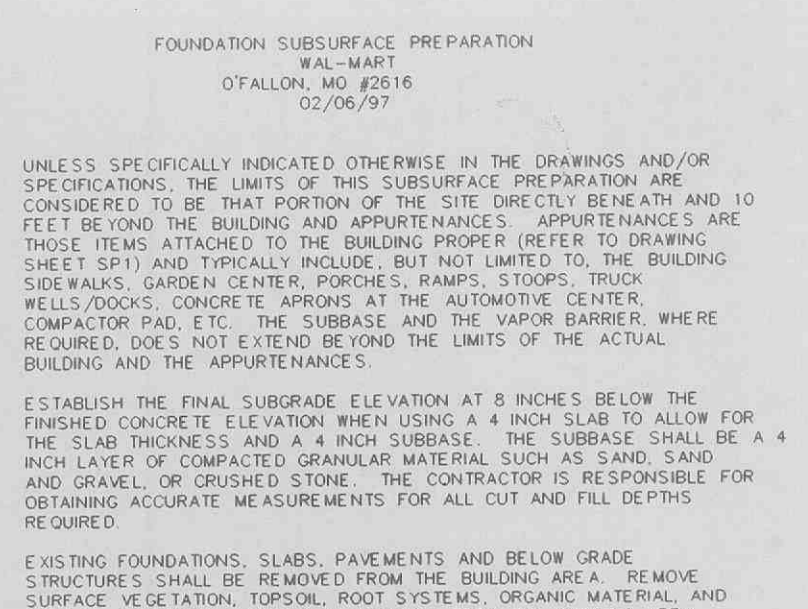 FOUNDATION SUBSURFACE PREPARATION
WAL-MART
O'FALLON, MO #2616
02/06/97
UNLESS SPECIFICALLY INDICATED OTHERWISE IN THE DRAWINGS AND/OR
SPECIFICATIONS, THE LIMITS OF THIS SUBSURFACE PREPARATION ARE
CONSIDERED TO BE THAT PORTION OF THE SITE DIRECTLY BENEATH AND 10
FEET BEYOND THE BUILDING AND APPURTENANCES. APPURTENANCES ARE
THOSE ITEMS ATTACHED TO THE BUILDING PROPER (REFER TO DRAWING
SHEET SP1) AND TYPICALLY INCLUDE, BUT NOT LIMITED TO, THE BUILDING
SIDEWALKS, GARDEN CENTER, PORCHES, RAMPS, STOOPS, TRUCK
WELLS/DOCKS, CONCRETE APRONS AT THE AUTOMOTIVE CENTER,
COMPACTOR PAD, ETC. THE SUBBASE AND THE VAPOR BARRIER, WHERE
REQUIRED, DOES NOT EXTEND BEYOND THE LIMITS OF THE ACTUAL
BUILDING AND THE APPURTENANCES.
ESTABLISH THE FINAL SUBGRADE ELEVATION AT 8 INCHES BELOW THE
FINISHED CONCRETE ELEVATION WHEN USING A 4 INCH SLAB TO ALLOW FOR
THE SLAB THICKNESS AND A 4 INCH SUBBASE. THE SUBBASE SHALL BE A 4
INCH LAYER OF COMPACTED GRANULAR MATERIAL SUCH AS SAND, SAND
AND GRAVEL, OR CRUSHED STONE. THE CONTRACTOR IS RESPONSIBLE FOR
OBTAINING ACCURATE MEASUREMENTS FOR ALL CUT AND FILL DEPTHS
REQUIRED.
EXISTING FOUNDATIONS, SLABS, PAVEMENTS AND BELOW GRADE
STRUCTURES SHALL BE REMOVED FROM THE BUILDING AREA. REMOVE
SURFACE VEGETATION, TOPSOIL, ROOT SYSTEMS, ORGANIC MATERIAL, AND